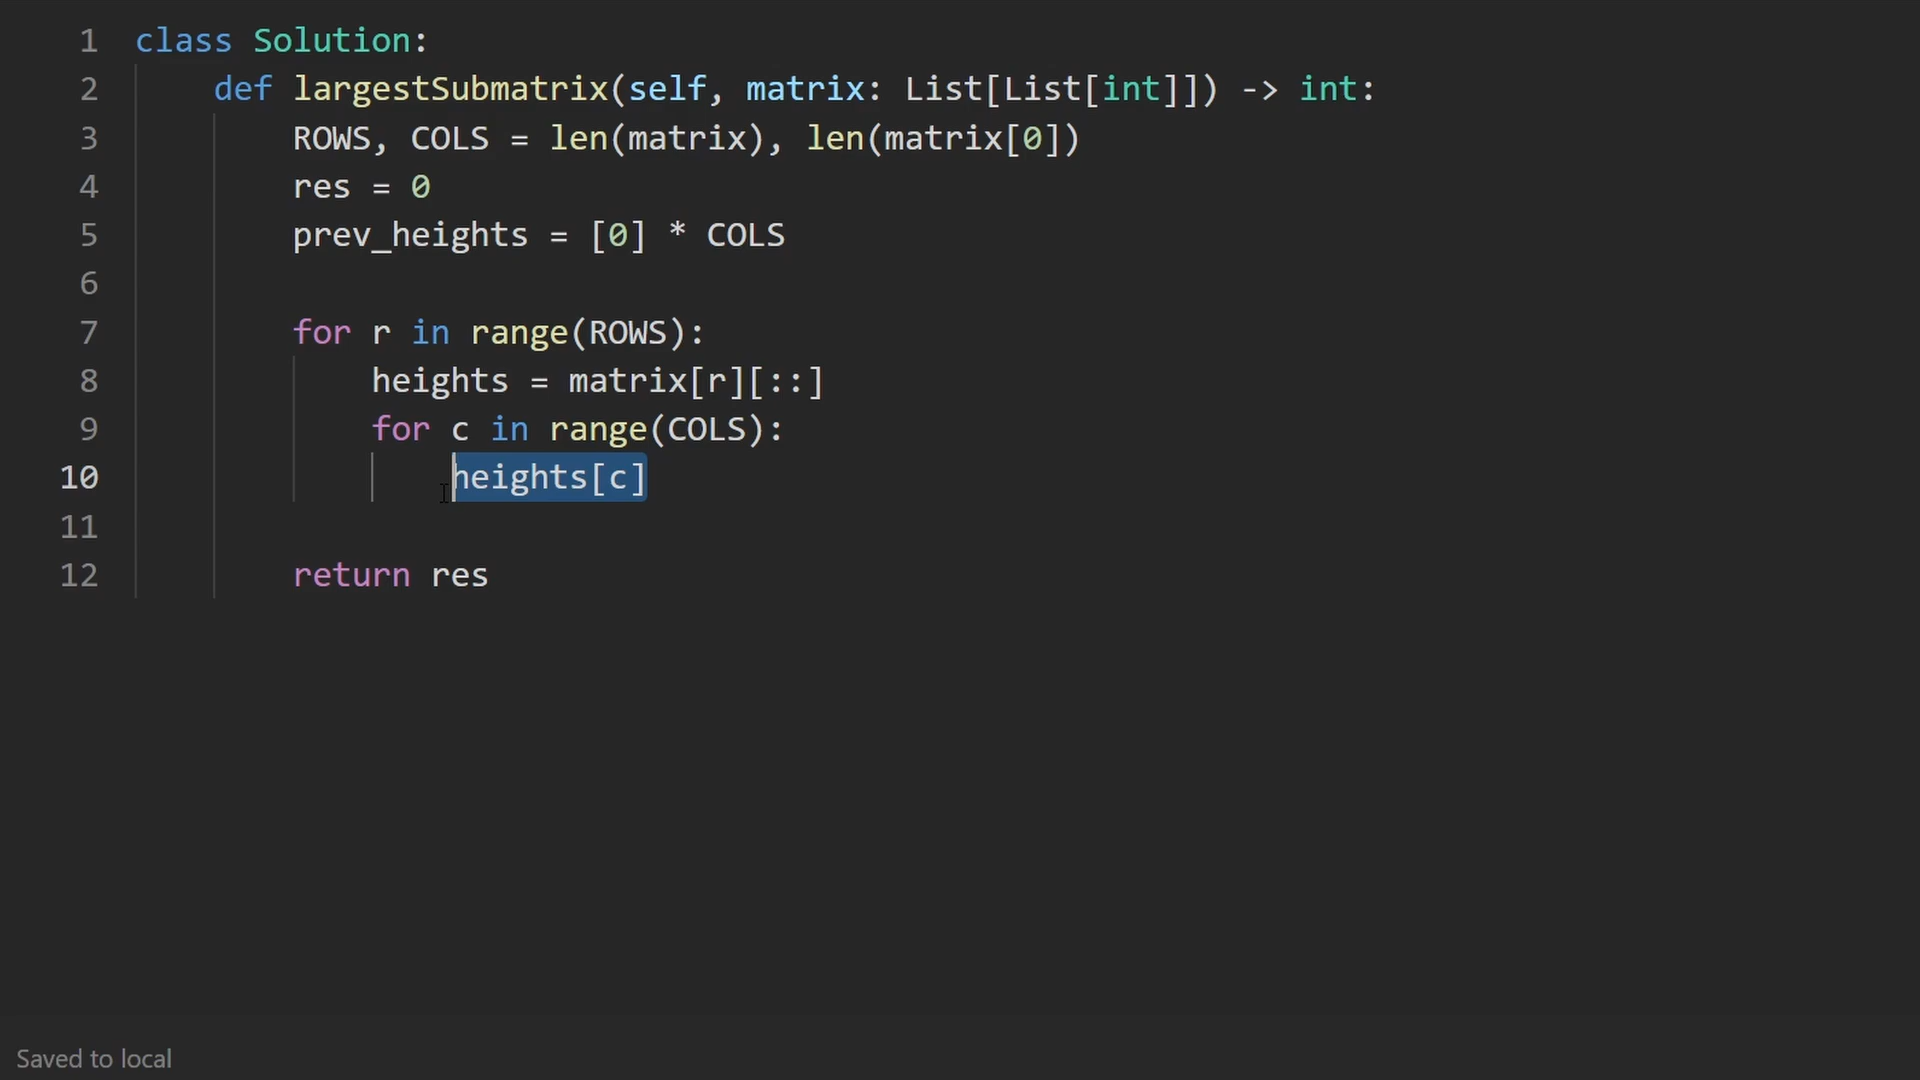 1 class Solution:
2 def largestSubmatrix(self, matrix: List[List[int]]) -> int:
3 ROWS, COLS = len(matrix), len(matrix[0])
4 res = 0
5 prev_heights = [0] * COLS
6
7 for r in range(ROWS):
8 heights = matrix[r][::]
9 for c in range(COLS):
10 heights[c]
11
12 return res
Saved to local